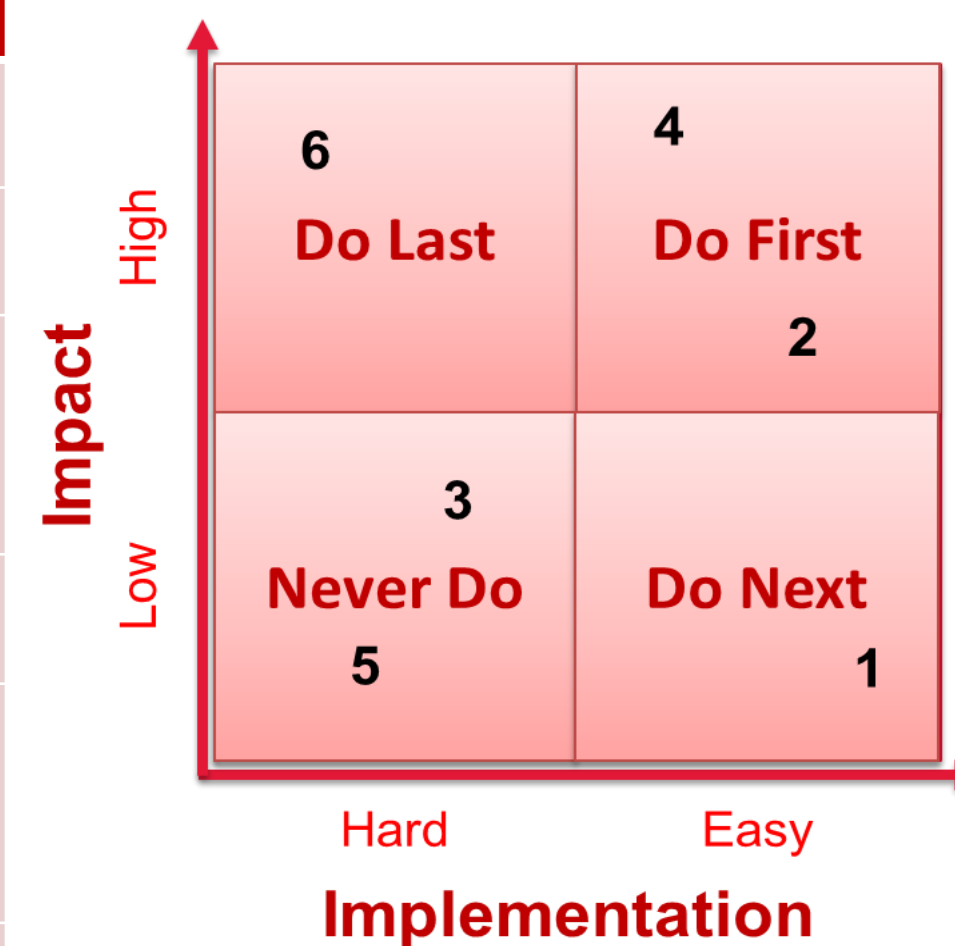 6
4
Do Last
Do First
2
High
Impact
3
Never Do
Do Next
5
1
Low
Hard
Easy
Implementation